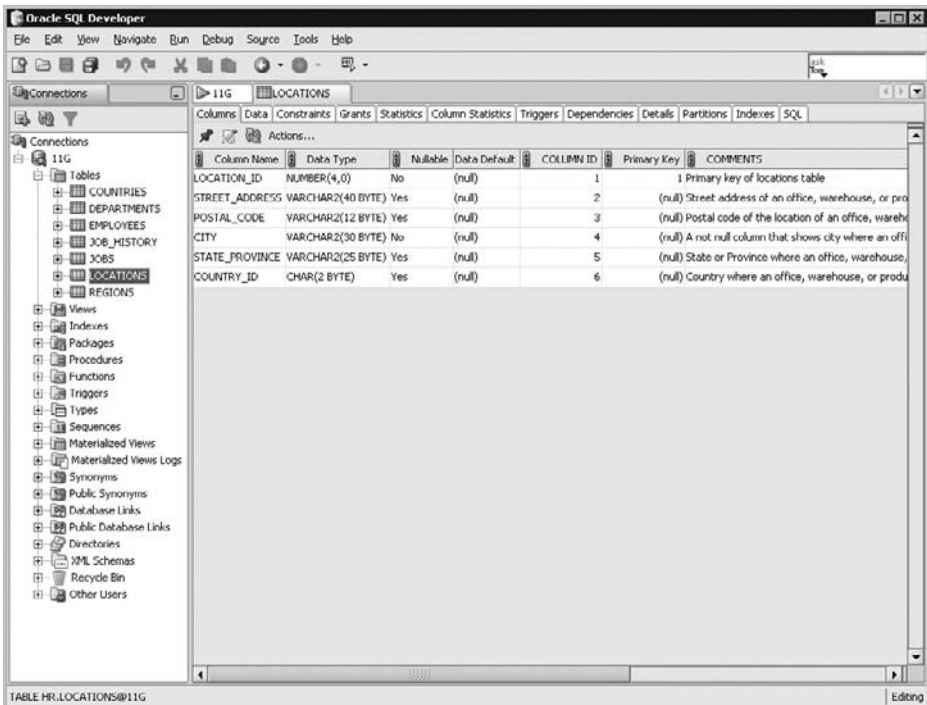 Oracle SQL Developer
File Edit View Navigate Run Debug Source Tools Help
ask
Tom
Connections
11G LOCATIONS
Columns Data Constraints Grants Statistics Column Statistics Triggers Dependencies Details Partitions Indexes SQL
Actions...
Connections
11G
Tables
COUNTRIES
DEPARTMENTS
EMPLOYEES
JOB_HISTORY
JOBS
LOCATIONS
REGIONS
Views
Indexes
Packages
Procedures
Functions
Triggers
Types
Sequences
Materialized Views
Materialized Views Logs
Synonyms
Public Synonyms
Database Links
Public Database Links
Directories
XML Schemas
Recycle Bin
Other Users
Column Name Data Type Nullable Data Default COLUMN ID Primary Key COMMENTS
LOCATION_ID NUMBER(4,0) No (null) 1 1 Primary key of locations table
STREET_ADDRESS VARCHAR2(40 BYTE) Yes (null) 2 (null) Street address of an office, warehouse, or pro
POSTAL_CODE VARCHAR2(12 BYTE) Yes (null) 3 (null) Postal code of the location of an office, wareho
CITY VARCHAR2(30 BYTE) No (null) 4 (null) A not null column that shows city where an offi
STATE_PROVINCE VARCHAR2(25 BYTE) Yes (null) 5 (null) State or Province where an office, warehouse,
COUNTRY_ID CHAR(2 BYTE) Yes (null) 6 (null) Country where an office, warehouse, or produ
TABLE HR.LOCATIONS@11G Editing